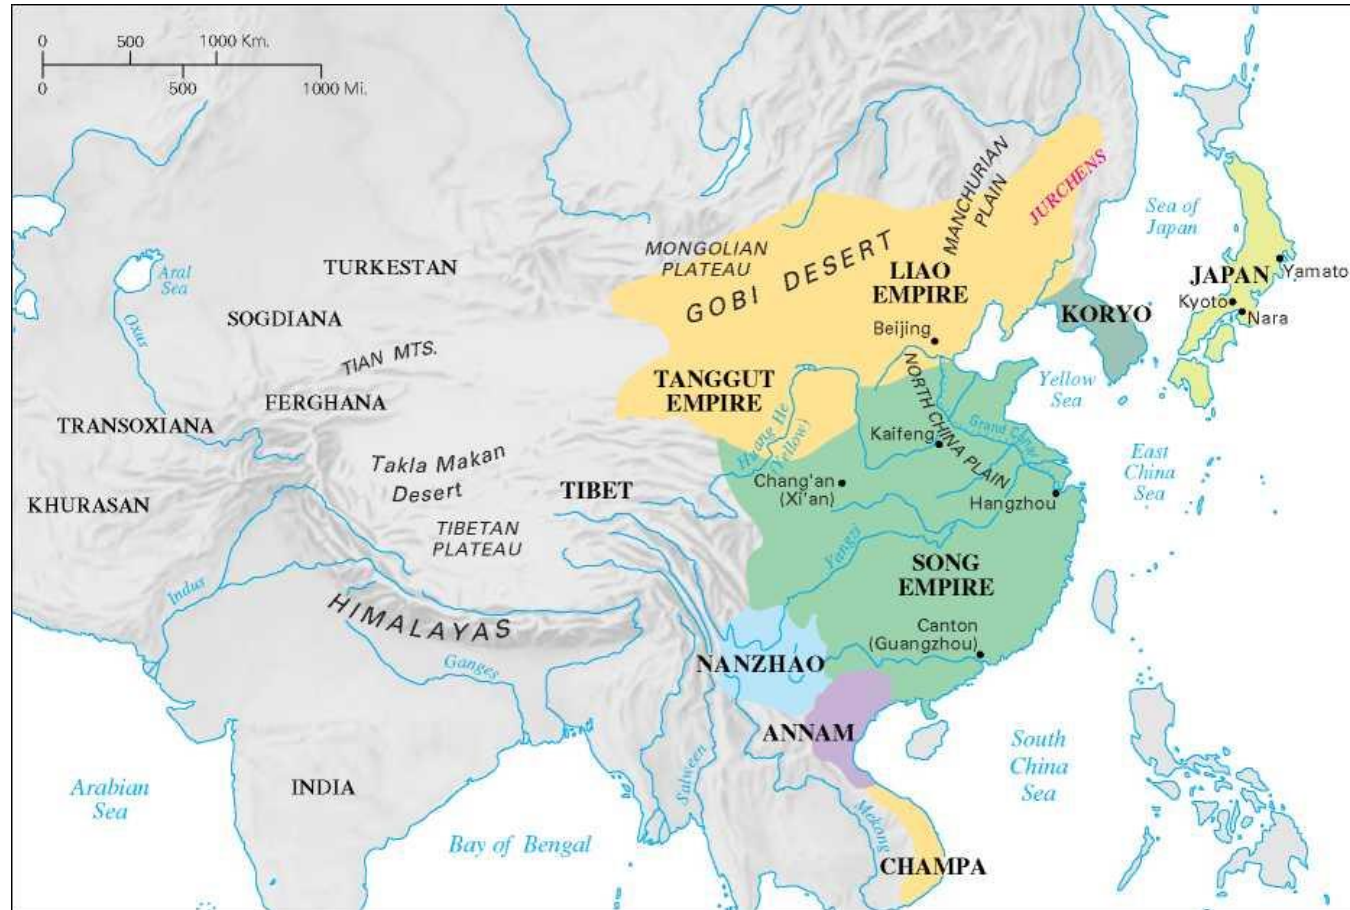 0 500 1000 Km.
0 500 1000 Mi.
MONGOLIAN
PLATEAU
GOBI DESERT
MANCHURIAN
PLAIN
JURCHENS
Sea of
Japan
TURKESTAN
Aral
Sea
Oxus
SOGDIANA
LIAO
EMPIRE
JAPAN
Yamato
Kyoto
Nara
KORYO
Beijing
TIAN MTS.
TANGGUT
EMPIRE
NORTH CHINA PLAIN
Yellow
Sea
FERGHANA
TRANSOXIANA
Huang He
(Yellow)
Kaifeng
Grand Canal
East
China
Sea
Takla Makan
Desert
KHURASAN
TIBET
Chang'an
(Xi'an)
Hangzhou
TIBETAN
PLATEAU
Yangzi
SONG
EMPIRE
Indus
HIMALAYAS
Canton
(Guangzhou)
Ganges
NANZHAO
ANNAM
South
China
Sea
Arabian
Sea
INDIA
Salween
Bay of Bengal
Mekong
CHAMPA